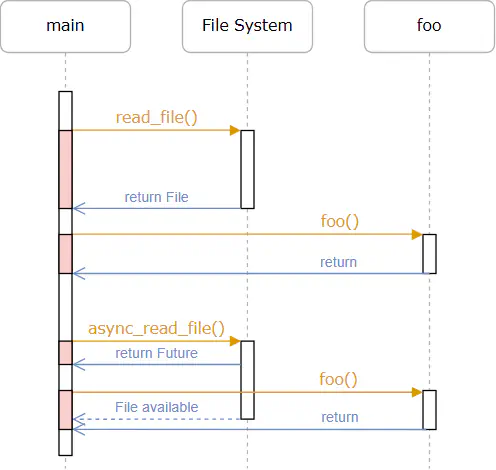 main
File System
foo
read_file()
return File
foo()
return
async_read_file()
return Future
foo()
File available
return